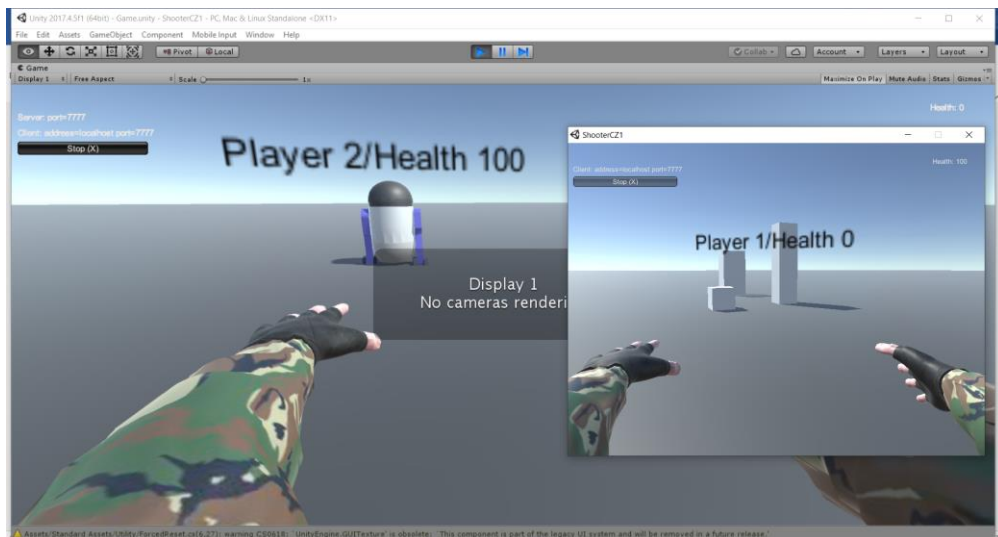 Unity 2017.4.5f1 (64bit) - Game.unity - ShooterCZ1 - PC, Mac & Linux Standalone <DX11>
File Edit Assets GameObject Component Mobile Input Window Help
Pivot Local Collab Account Layers Layout
Game
Display 1 Free Aspect Scale 1x Maximize On Play Mute Audio Stats Gizmos
Server: port=7777
Client: address=localhost port=7777
Stop (X)
Health: 0
Player 2/Health 100
Display 1
No cameras renderi
ShooterCZ1
Client: address=localhost port=7777
Stop (X)
Health: 100
Player 1/Health 0
Assets/Standard Assets/Utility/ForcedReset.cs(6,27): warning CS0618: `UnityEngine.GUITexture' is obsolete: `This component is part of the legacy UI system and will be removed in a future release.'